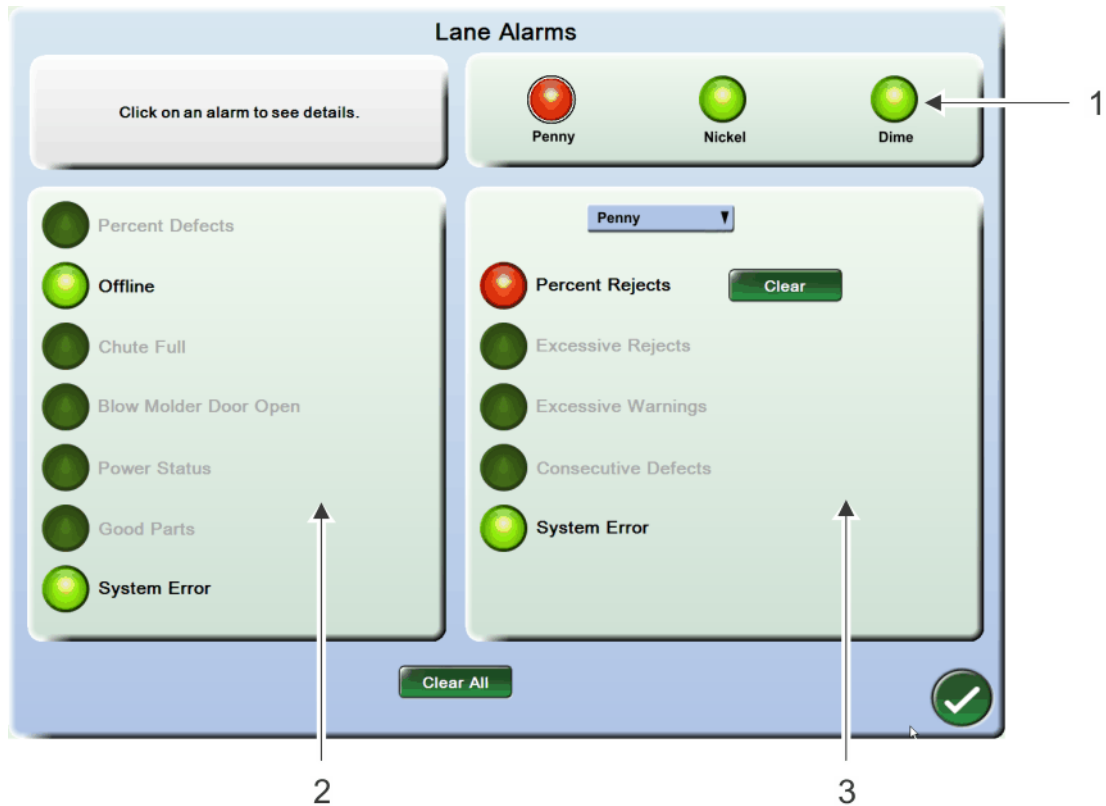 Lane Alarms
Click on an alarm to see details.
Penny
Nickel
Dime
1
Percent Defects
Offline
Chute Full
Blow Molder Door Open
Power Status
Good Parts
System Error
Penny
Percent Rejects
Clear
Excessive Rejects
Excessive Warnings
Consecutive Defects
System Error
Clear All
2
3